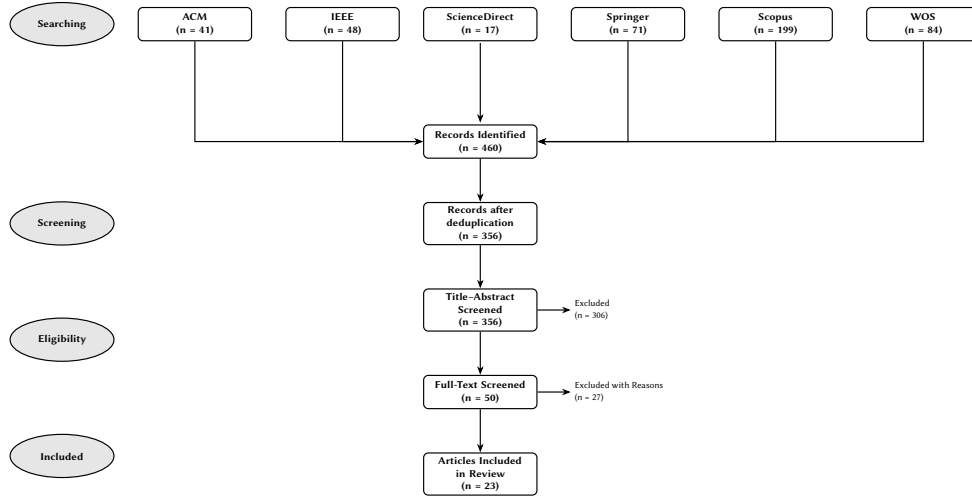 Searching
ACM
(n = 41)
IEEE
(n = 48)
ScienceDirect
(n = 17)
Springer
(n = 71)
Scopus
(n = 199)
WOS
(n = 84)
Records Identified
(n = 460)
Screening
Records after
deduplication
(n = 356)
Title–Abstract
Screened
(n = 356)
Excluded
(n = 306)
Eligibility
Full-Text Screened
(n = 50)
Excluded with Reasons
(n = 27)
Included
Articles Included
in Review
(n = 23)